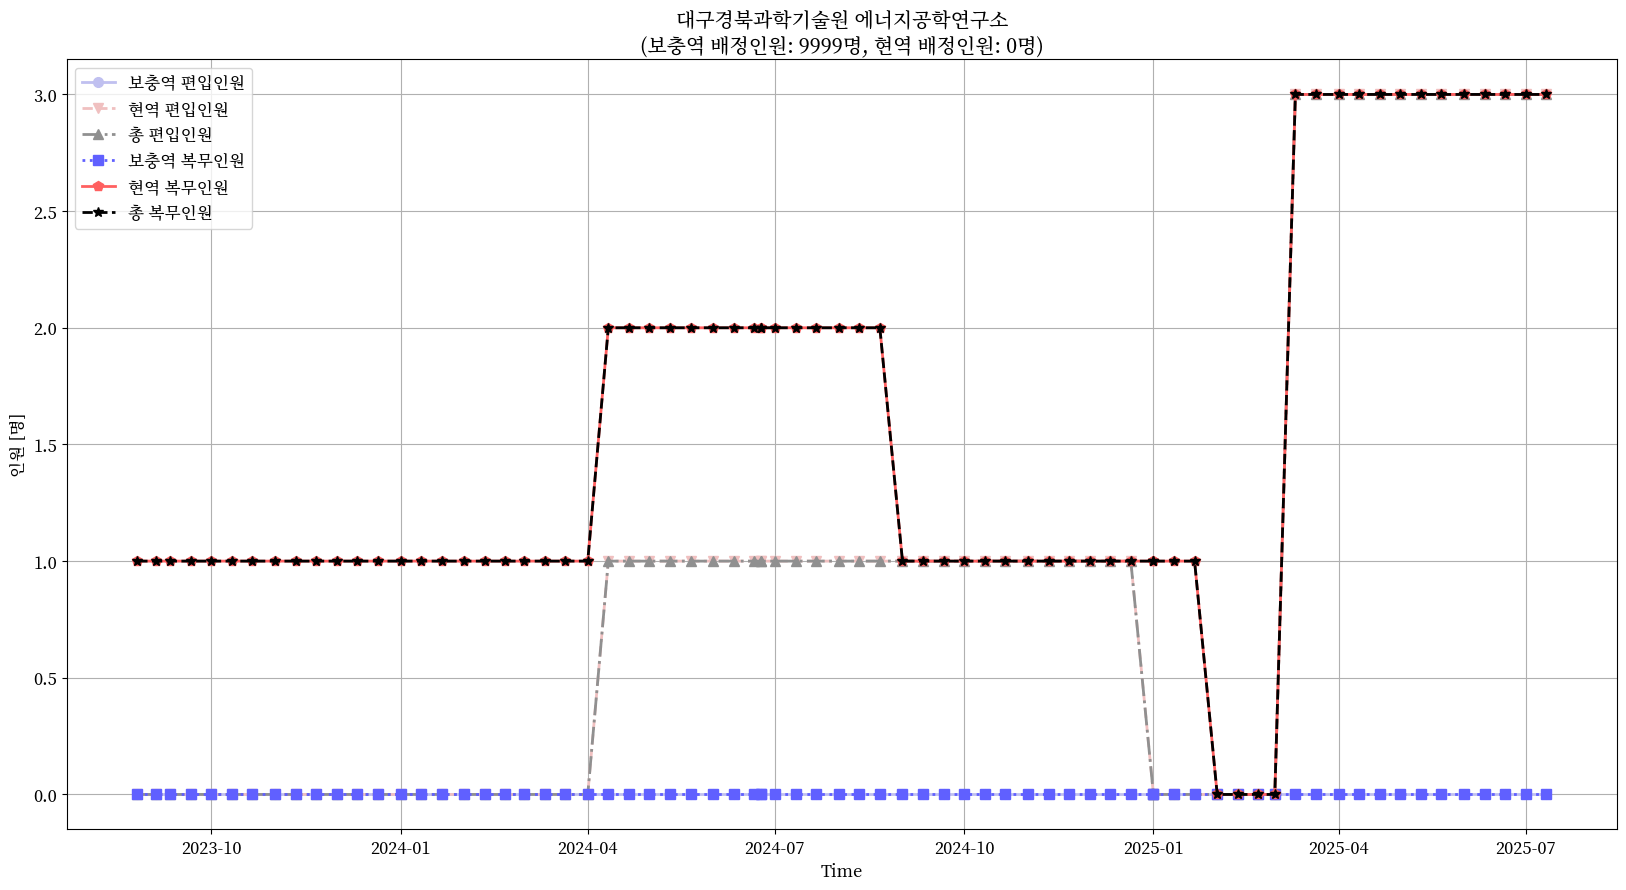 대구경북과학기술원 에너지공학연구소
(보충역 배정인원: 9999명, 현역 배정인원: 0명)
보충역 편입인원
현역 편입인원
총 편입인원
보충역 복무인원
현역 복무인원
총 복무인원
3.0
2.5
2.0
1.5
1.0
0.5
0.0
인원 [명]
2023-10 2024-01 2024-04 2024-07 2024-10 2025-01 2025-04 2025-07
Time